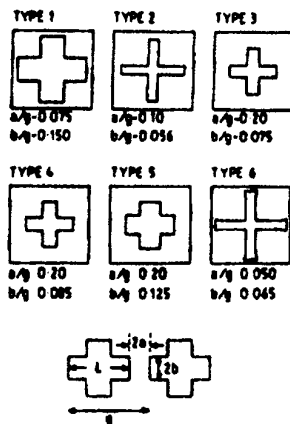 TYPE 1 TYPE 2 TYPE 3
a/g-0.075 a/g-0.10 a/g-0.20
b/g-0.150 b/g-0.056 b/g-0.075
TYPE 4 TYPE 5 TYPE 6
a/g 0.20 a/g 0.20 a/g 0.050
b/g 0.085 b/g 0.125 b/g 0.065
2a
L 2b
g